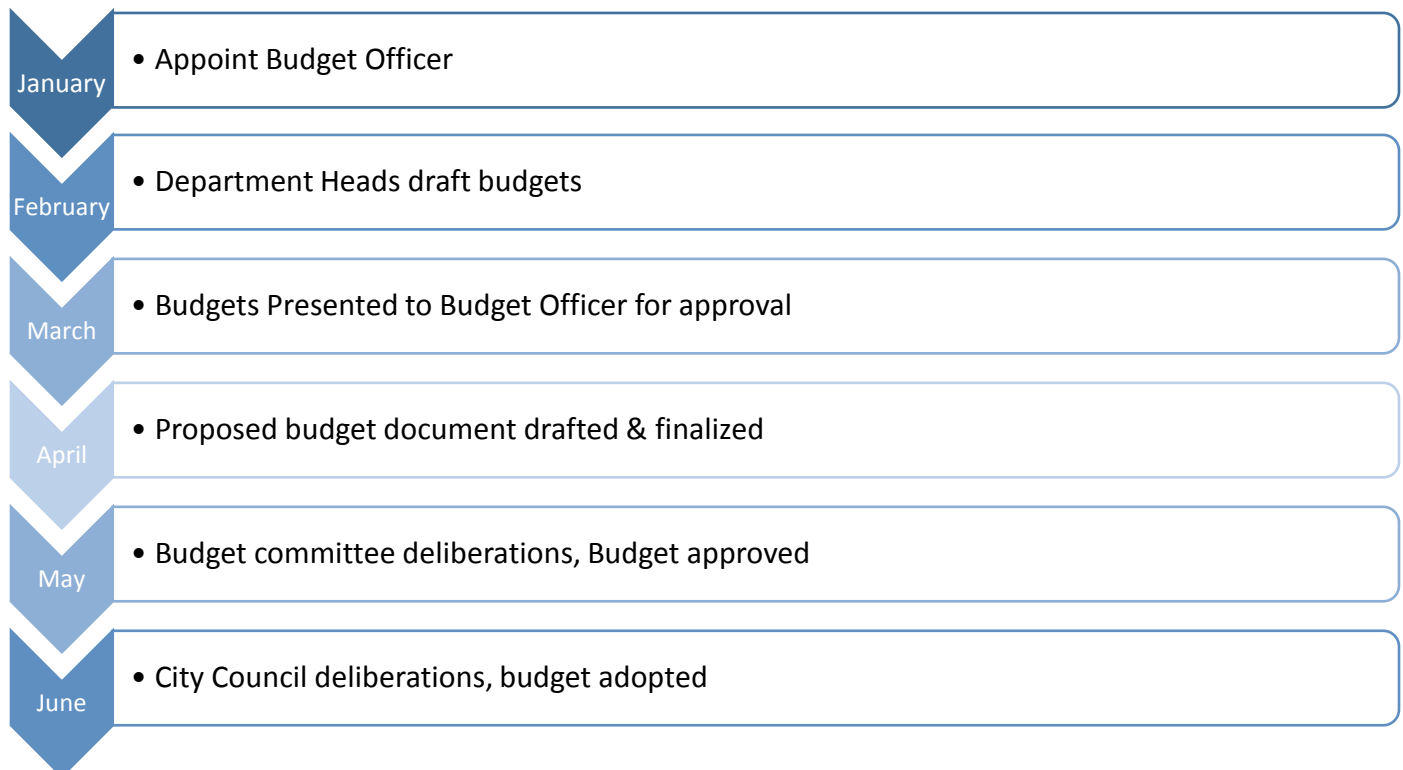 January
• Appoint Budget Officer
February
• Department Heads draft budgets
March
• Budgets Presented to Budget Officer for approval
April
• Proposed budget document drafted & finalized
May
• Budget committee deliberations, Budget approved
June
• City Council deliberations, budget adopted